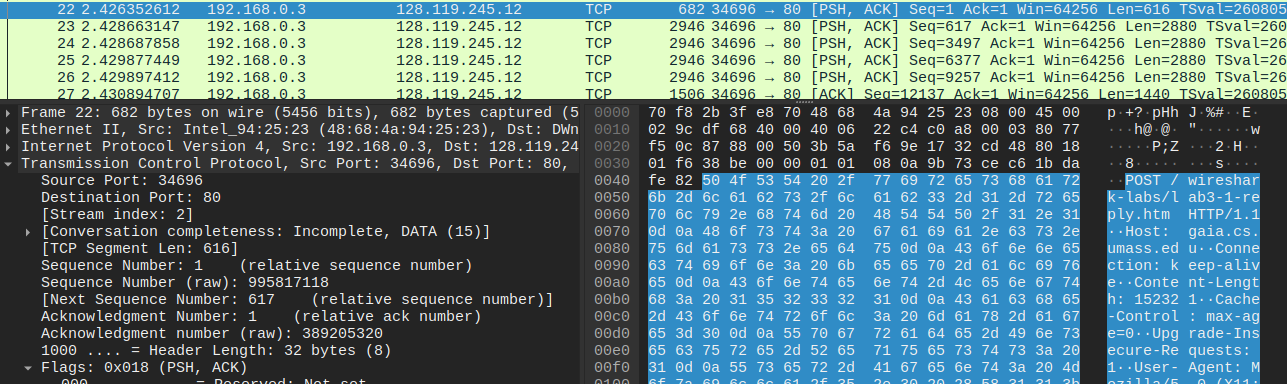 22 2.426352612 192.168.0.3 128.119.245.12 TCP 682 34696 → 80 [PSH, ACK] Seq=1 Ack=1 Win=64256 Len=616 TSval=260805
23 2.428663147 192.168.0.3 128.119.245.12 TCP 2946 34696 → 80 [PSH, ACK] Seq=617 Ack=1 Win=64256 Len=2880 TSval=2
24 2.428687858 192.168.0.3 128.119.245.12 TCP 2946 34696 → 80 [PSH, ACK] Seq=3497 Ack=1 Win=64256 Len=2880 TSval=
25 2.429877449 192.168.0.3 128.119.245.12 TCP 2946 34696 → 80 [PSH, ACK] Seq=6377 Ack=1 Win=64256 Len=2880 TSval=
26 2.429897412 192.168.0.3 128.119.245.12 TCP 2946 34696 → 80 [PSH, ACK] Seq=9257 Ack=1 Win=64256 Len=2880 TSval=
27 2.430894707 192.168.0.3 128.119.245.12 TCP 1506 34696 → 80 [ACK] Seq=12137 Ack=1 Win=64256 Len=1440 TSval=260805
Frame 22: 682 bytes on wire (5456 bits), 682 bytes captured (5
Ethernet II, Src: Intel_94:25:23 (48:68:4a:94:25:23), Dst: DWn
Internet Protocol Version 4, Src: 192.168.0.3, Dst: 128.119.24
Transmission Control Protocol, Src Port: 34696, Dst Port: 80,
Source Port: 34696
Destination Port: 80
[Stream index: 2]
[Conversation completeness: Incomplete, DATA (15)]
[TCP Segment Len: 616]
Sequence Number: 1 (relative sequence number)
Sequence Number (raw): 995817118
[Next Sequence Number: 617 (relative sequence number)]
Acknowledgment Number: 1 (relative ack number)
Acknowledgment number (raw): 389205320
1000 .... = Header Length: 32 bytes (8)
Flags: 0x018 (PSH, ACK)
000. .... .... = Reserved: Not set
0000 70 f8 2b 3f e8 70 48 68 4a 94 25 23 08 00 45 00 p·+?·pHh J·%#··E·
0010 02 9c df 68 40 00 40 06 22 c4 c0 a8 00 03 80 77 ···h@·@· "······w
0020 f5 0c 87 88 00 50 3b 5a f6 9e 17 32 cd 48 80 18 ·····P;Z ···2·H··
0030 01 f6 38 be 00 00 01 01 08 0a 9b 73 ce c6 1b da ··8····· ···s····
0040 fe 82 50 4f 53 54 20 2f 77 69 72 65 73 68 61 72 ··POST / wireshar
0050 6b 2d 6c 61 62 73 2f 6c 61 62 33 2d 31 2d 72 65 k-labs/l ab3-1-re
0060 70 6c 79 2e 68 74 6d 20 48 54 54 50 2f 31 2e 31 ply.htm HTTP/1.1
0070 0d 0a 48 6f 73 74 3a 20 67 61 69 61 2e 63 73 2e ··Host: gaia.cs.
0080 75 6d 61 73 73 2e 65 64 75 0d 0a 43 6f 6e 6e 65 umass.ed u··Conne
0090 63 74 69 6f 6e 3a 20 6b 65 65 70 2d 61 6c 69 76 ction: k eep-aliv
00a0 65 0d 0a 43 6f 6e 74 65 6e 74 2d 4c 65 6e 67 74 e··Conte nt-Lengt
00b0 68 3a 20 31 35 32 33 32 31 0d 0a 43 61 63 68 65 h: 15232 1··Cache
00c0 2d 43 6f 6e 74 72 6f 6c 3a 20 6d 61 78 2d 61 67 -Control : max-ag
00d0 65 3d 30 0d 0a 55 70 67 72 61 64 65 2d 49 6e 73 e=0··Upg rade-Ins
00e0 65 63 75 72 65 2d 52 65 71 75 65 73 74 73 3a 20 ecure-Re quests:
00f0 31 0d 0a 55 73 65 72 2d 41 67 65 6e 74 3a 20 4d 1··User- Agent: M
0100 6f 7a 69 6c 6c 61 2f 35 2e 30 20 28 58 31 31 3b ozilla/5 .0 (X11;